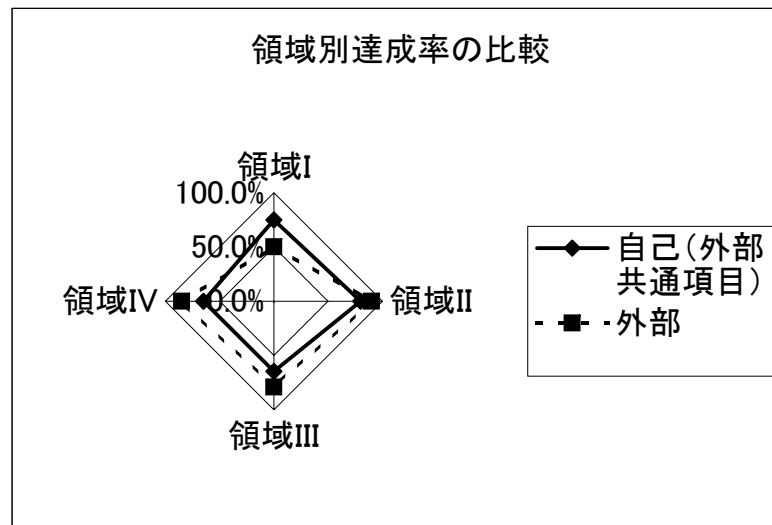 領域別達成率の比較
領域I
100.0%
50.0%
0.0%
領域IV
領域II
領域III
自己(外部
共通項目)
外部